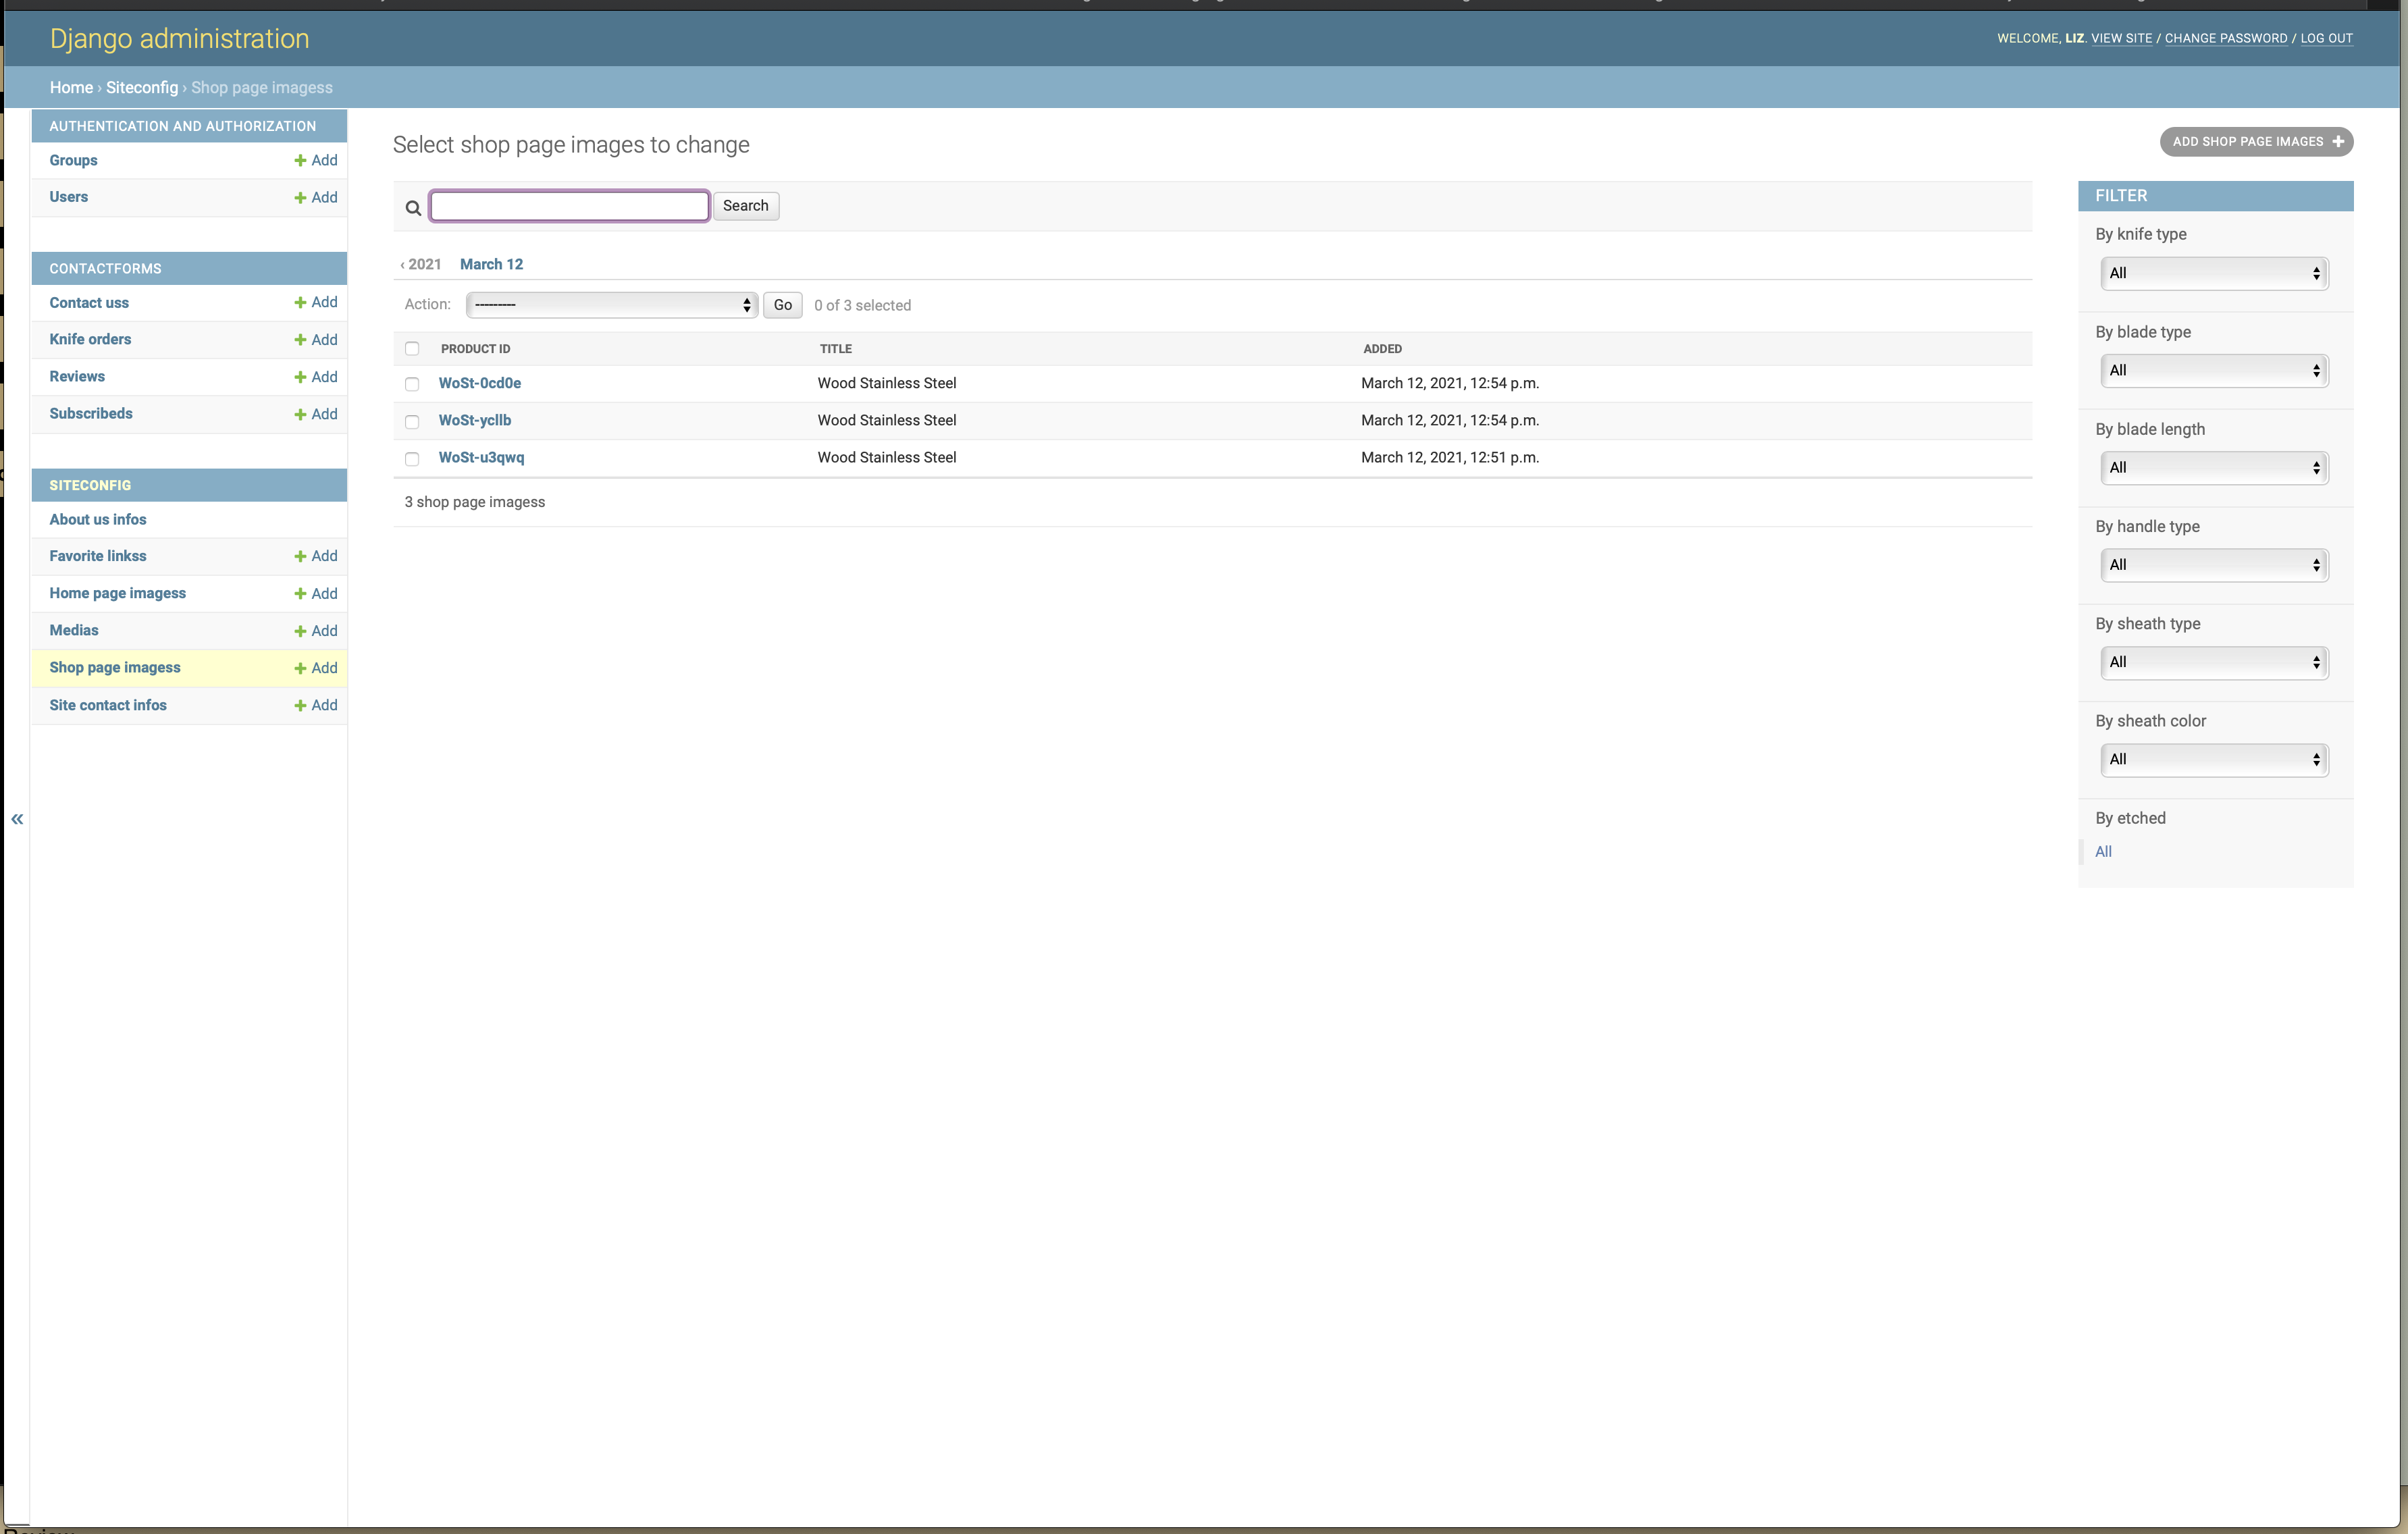 Django administration
WELCOME, LIZ. VIEW SITE / CHANGE PASSWORD / LOG OUT
Home › Siteconfig › Shop page imagess
AUTHENTICATION AND AUTHORIZATION
Groups + Add
Users + Add
CONTACTFORMS
Contact uss + Add
Knife orders + Add
Reviews + Add
Subscribeds + Add
SITECONFIG
About us infos
Favorite linkss + Add
Home page imagess + Add
Medias + Add
Shop page imagess + Add
Site contact infos + Add
«
Select shop page images to change
ADD SHOP PAGE IMAGES +
Search
‹ 2021 March 12
Action: --------- Go 0 of 3 selected
PRODUCT ID TITLE ADDED
WoSt-0cd0e Wood Stainless Steel March 12, 2021, 12:54 p.m.
WoSt-ycllb Wood Stainless Steel March 12, 2021, 12:54 p.m.
WoSt-u3qwq Wood Stainless Steel March 12, 2021, 12:51 p.m.
3 shop page imagess
FILTER
By knife type
All
By blade type
All
By blade length
All
By handle type
All
By sheath type
All
By sheath color
All
By etched
All